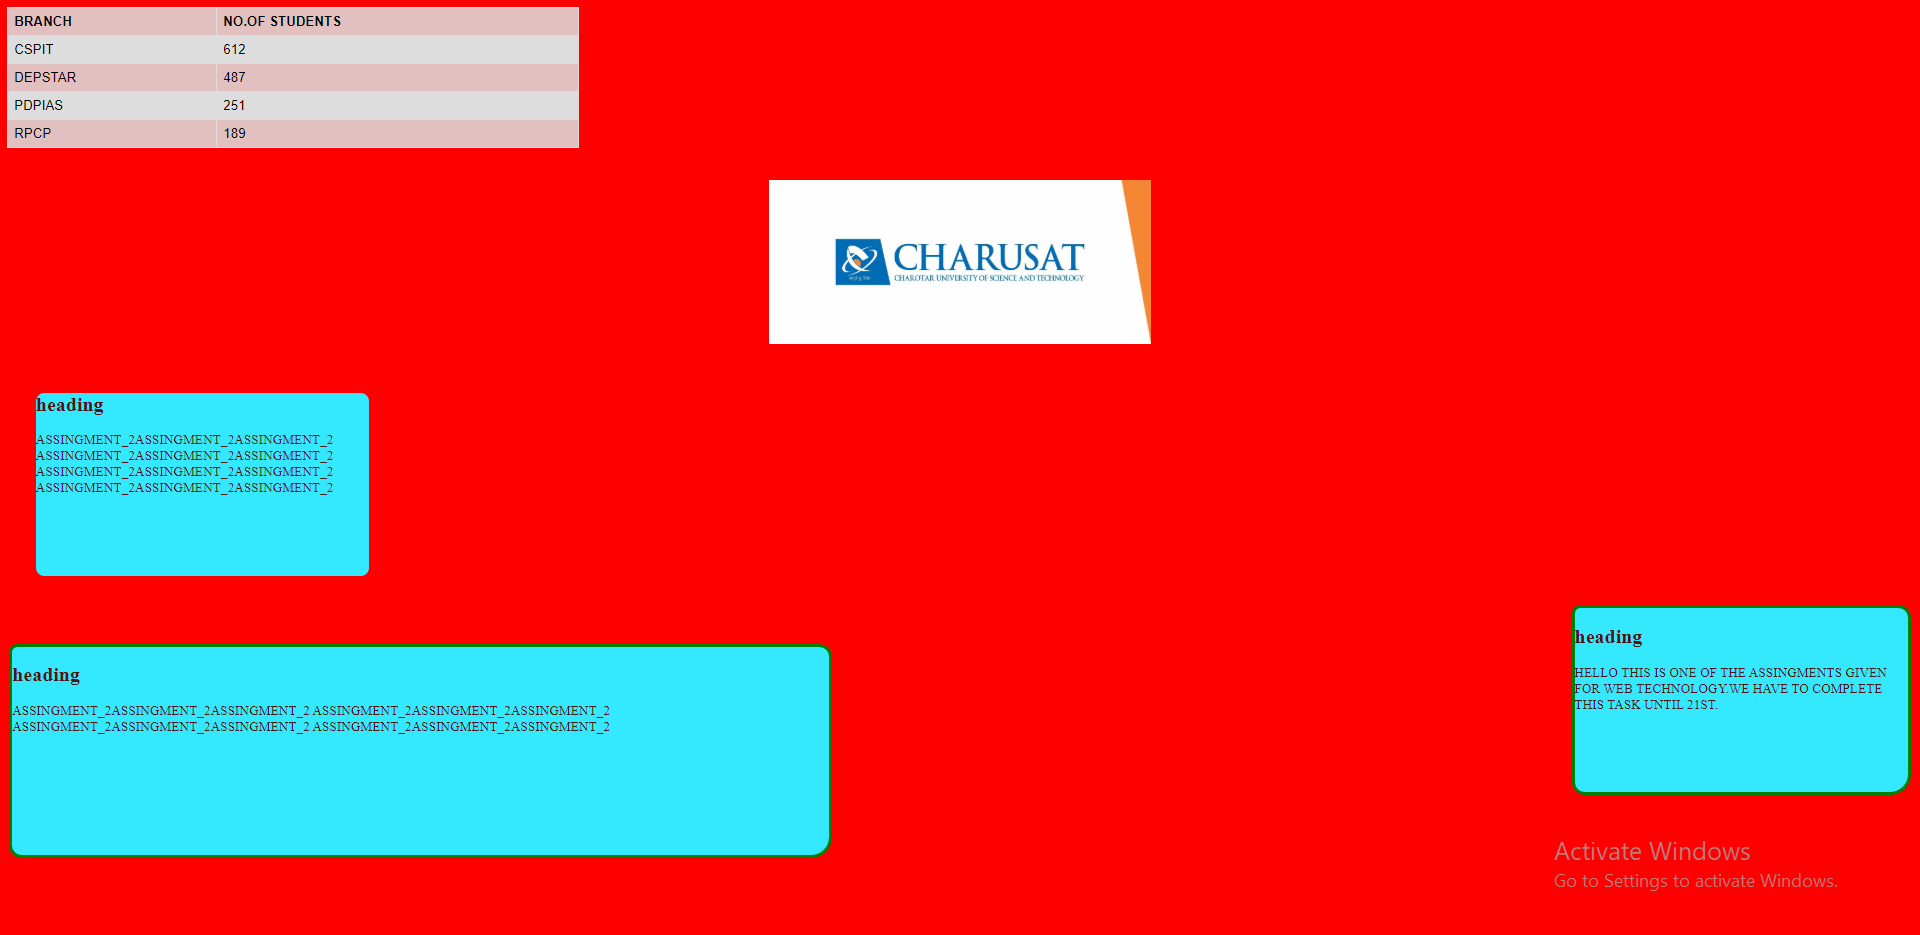 BRANCH NO.OF STUDENTS
CSPIT 612
DEPSTAR 487
PDPIAS 251
RPCP 189
CHARUSAT
CHAROTAR UNIVERSITY OF SCIENCE AND TECHNOLOGY
heading
ASSINGMENT_2ASSINGMENT_2ASSINGMENT_2
ASSINGMENT_2ASSINGMENT_2ASSINGMENT_2
ASSINGMENT_2ASSINGMENT_2ASSINGMENT_2
ASSINGMENT_2ASSINGMENT_2ASSINGMENT_2
heading
HELLO THIS IS ONE OF THE ASSINGMENTS GIVEN
FOR WEB TECHNOLOGY.WE HAVE TO COMPLETE
THIS TASK UNTIL 21ST.
heading
ASSINGMENT_2ASSINGMENT_2ASSINGMENT_2 ASSINGMENT_2ASSINGMENT_2ASSINGMENT_2
ASSINGMENT_2ASSINGMENT_2ASSINGMENT_2 ASSINGMENT_2ASSINGMENT_2ASSINGMENT_2
Activate Windows
Go to Settings to activate Windows.